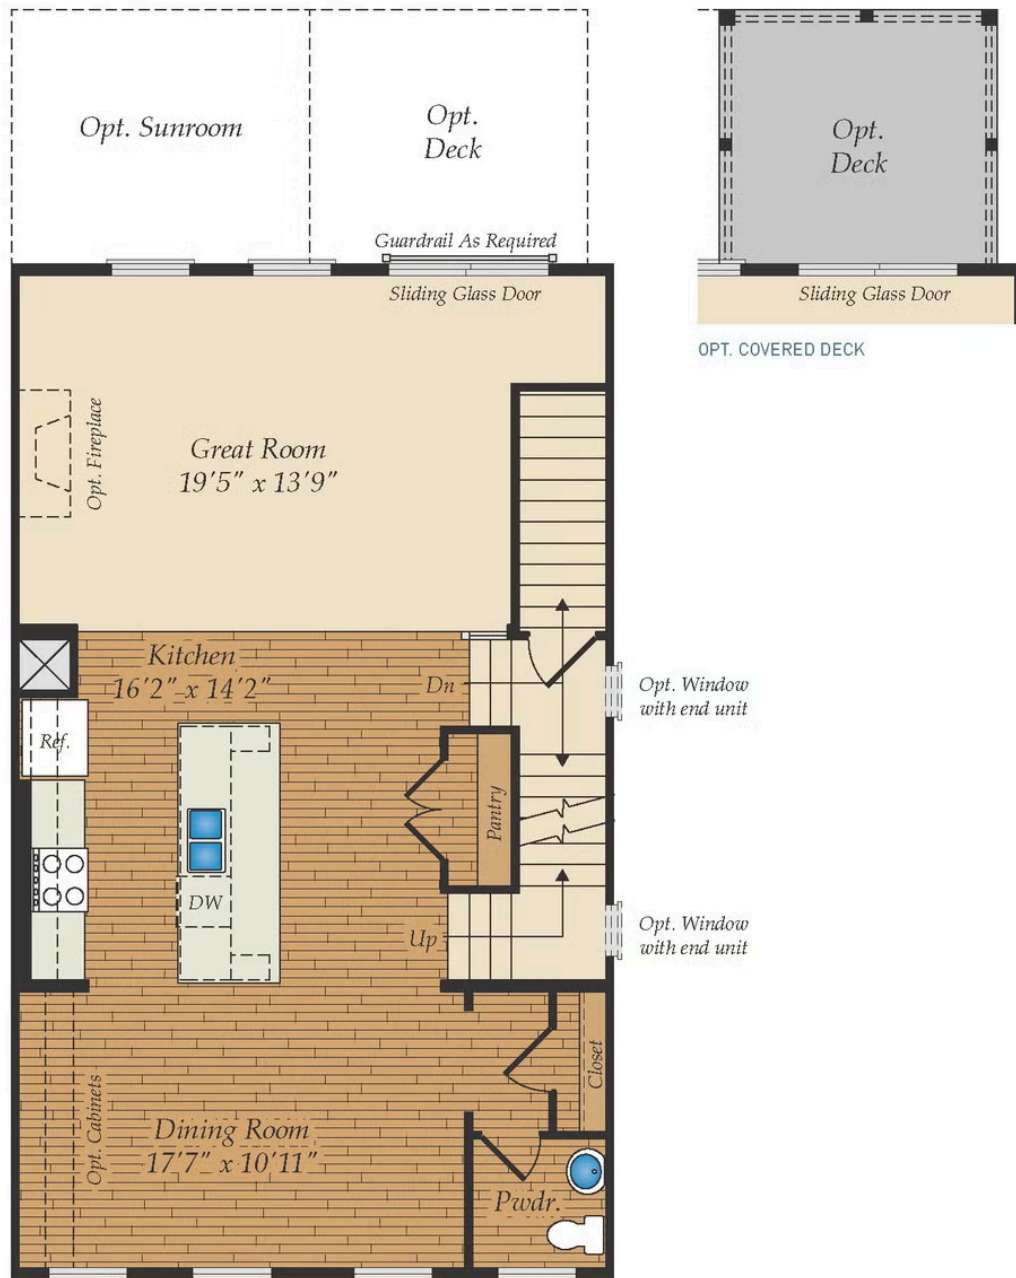 Opt. Sunroom
Opt.
Deck
Opt.
Deck
Guardrail As Required
Sliding Glass Door
Sliding Glass Door
OPT. COVERED DECK
Opt. Fireplace
Great Room
19'5" x 13'9"
Kitchen
16'2" x 14'2"
Dn
Opt. Window
with end unit
Ref.
Pantry
DW
Up
Opt. Window
with end unit
Closet
Opt. Cabinets
Dining Room
17'7" x 10'11"
Pwdr.